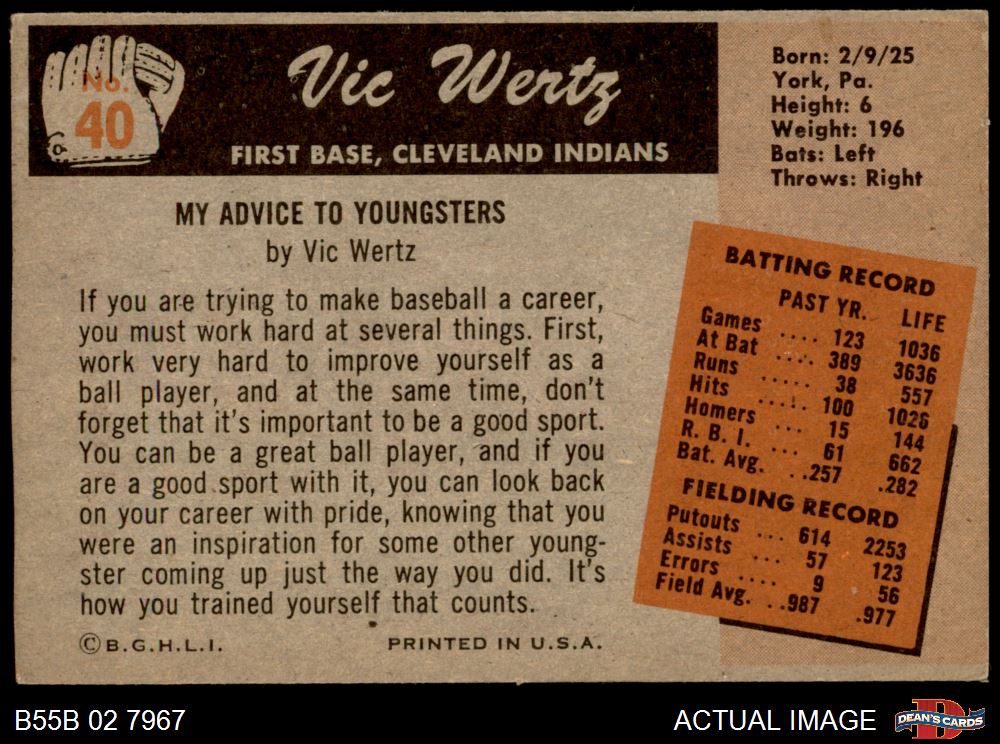 No.
40
Vic Wertz
FIRST BASE, CLEVELAND INDIANS
Born: 2/9/25
York, Pa.
Height: 6
Weight: 196
Bats: Left
Throws: Right
MY ADVICE TO YOUNGSTERS
by Vic Wertz
If you are trying to make baseball a career,
you must work hard at several things. First,
work very hard to improve yourself as a
ball player, and at the same time, don't
forget that it's important to be a good sport.
You can be a great ball player, and if you
are a good sport with it, you can look back
on your career with pride, knowing that you
were an inspiration for some other young-
ster coming up just the way you did. It's
how you trained yourself that counts.
© B.G.H.L.I. PRINTED IN U.S.A.
BATTING RECORD
PAST YR. LIFE
Games .... 123 1036
At Bat .... 389 3636
Runs ..... 38 557
Hits ..... 100 1026
Homers ... 15 144
R. B. I. ... 61 662
Bat. Avg. ..257 .282
FIELDING RECORD
Putouts ... 614 2253
Assists ... 57 123
Errors .... 9 56
Field Avg. ..987 .977
B55B 02 7967
ACTUAL IMAGE
D
DEAN'S CARDS